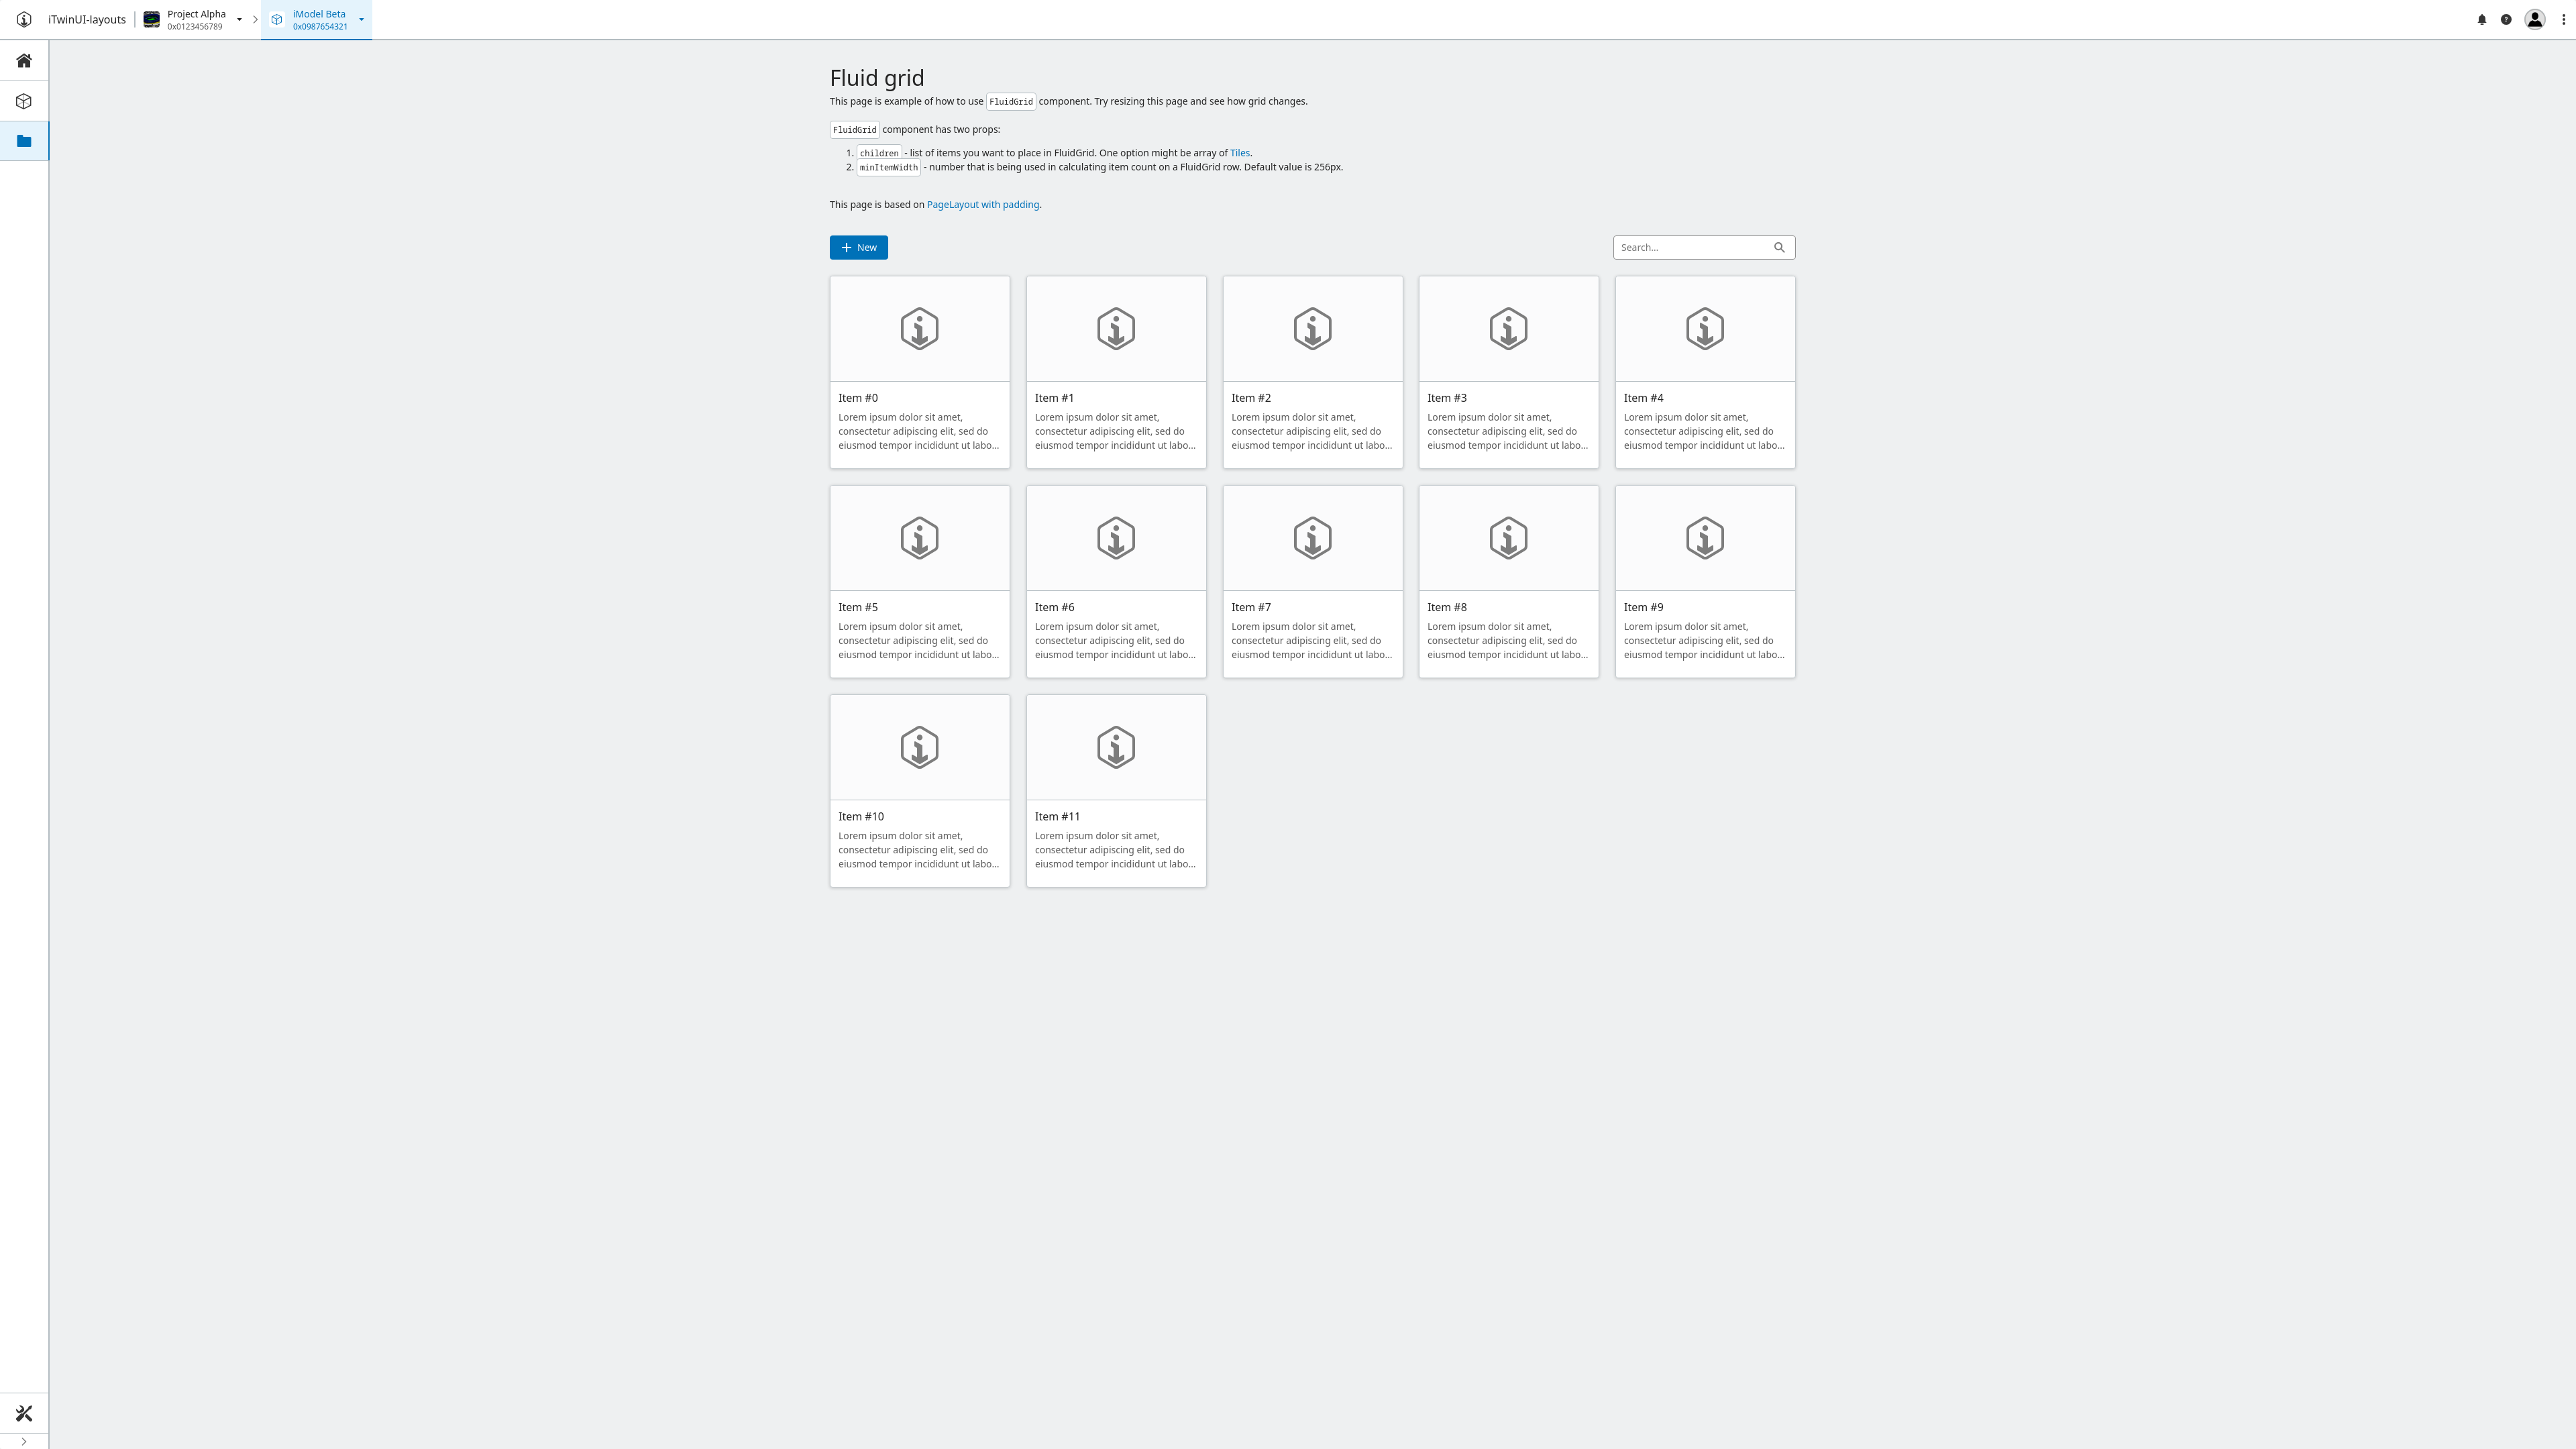 iTwinUI-layouts
Project Alpha
0x0123456789
iModel Beta
0x0987654321
Fluid grid
This page is example of how to use FluidGrid component. Try resizing this page and see how grid changes.
FluidGrid component has two props:
1. children - list of items you want to place in FluidGrid. One option might be array of Tiles.
2. minItemWidth - number that is being used in calculating item count on a FluidGrid row. Default value is 256px.
This page is based on PageLayout with padding.
New
Search...
Item #0
Lorem ipsum dolor sit amet,
consectetur adipiscing elit, sed do
eiusmod tempor incididunt ut labo...
Item #1
Lorem ipsum dolor sit amet,
consectetur adipiscing elit, sed do
eiusmod tempor incididunt ut labo...
Item #2
Lorem ipsum dolor sit amet,
consectetur adipiscing elit, sed do
eiusmod tempor incididunt ut labo...
Item #3
Lorem ipsum dolor sit amet,
consectetur adipiscing elit, sed do
eiusmod tempor incididunt ut labo...
Item #4
Lorem ipsum dolor sit amet,
consectetur adipiscing elit, sed do
eiusmod tempor incididunt ut labo...
Item #5
Lorem ipsum dolor sit amet,
consectetur adipiscing elit, sed do
eiusmod tempor incididunt ut labo...
Item #6
Lorem ipsum dolor sit amet,
consectetur adipiscing elit, sed do
eiusmod tempor incididunt ut labo...
Item #7
Lorem ipsum dolor sit amet,
consectetur adipiscing elit, sed do
eiusmod tempor incididunt ut labo...
Item #8
Lorem ipsum dolor sit amet,
consectetur adipiscing elit, sed do
eiusmod tempor incididunt ut labo...
Item #9
Lorem ipsum dolor sit amet,
consectetur adipiscing elit, sed do
eiusmod tempor incididunt ut labo...
Item #10
Lorem ipsum dolor sit amet,
consectetur adipiscing elit, sed do
eiusmod tempor incididunt ut labo...
Item #11
Lorem ipsum dolor sit amet,
consectetur adipiscing elit, sed do
eiusmod tempor incididunt ut labo...